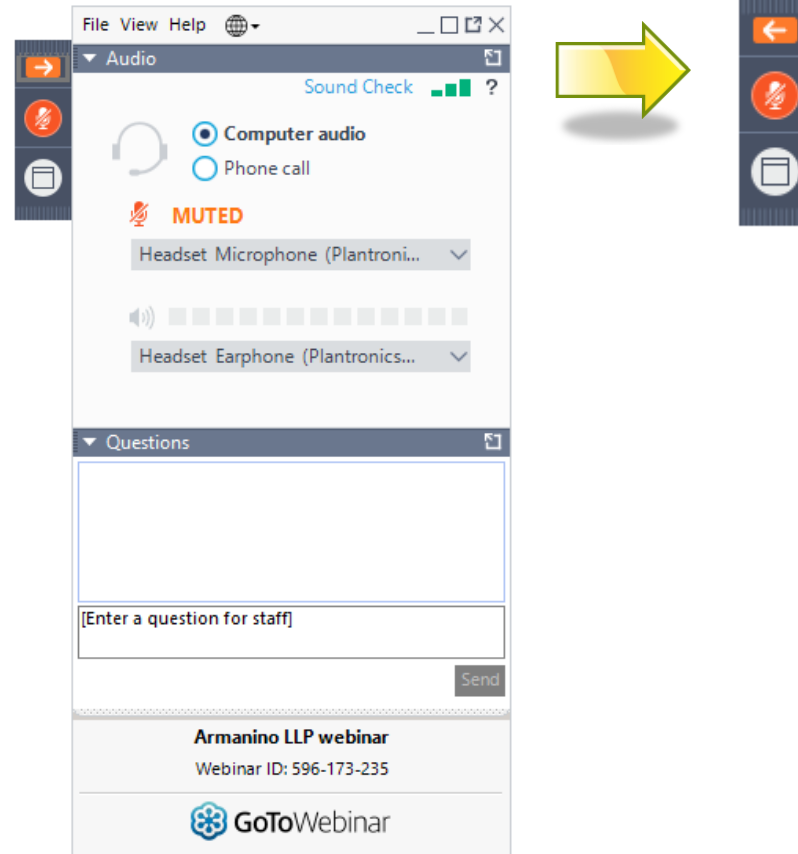 File View Help
Audio
Sound Check ?
Computer audio
Phone call
MUTED
Headset Microphone (Plantroni...
Headset Earphone (Plantronics...
Questions
[Enter a question for staff]
Send
Armanino LLP webinar
Webinar ID: 596-173-235
GoToWebinar